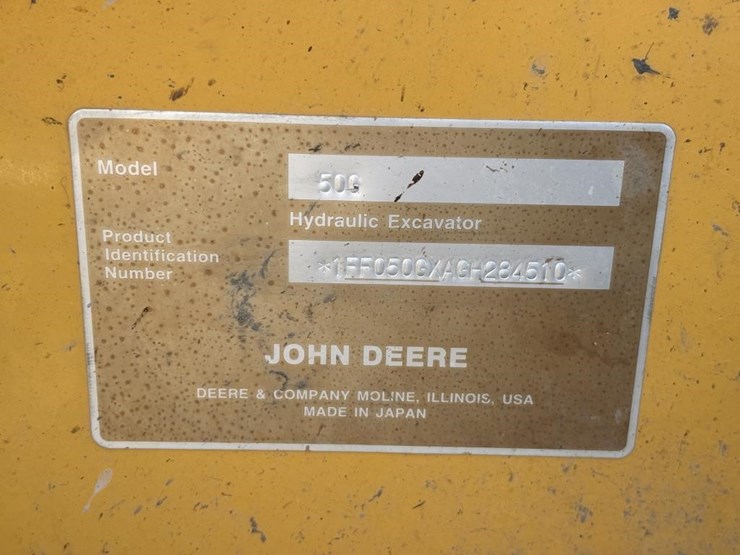 Model
50G
Hydraulic Excavator
Product
Identification
Number
*1FF050GXAGH284510*
JOHN DEERE
DEERE & COMPANY MOLINE, ILLINOIS, USA
MADE IN JAPAN